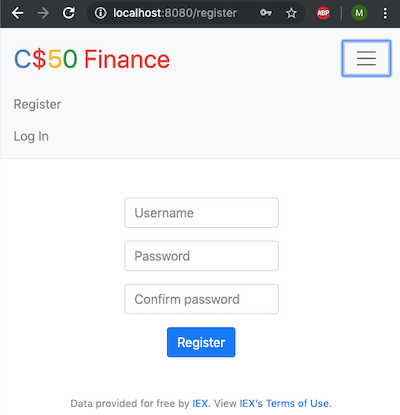 localhost:8080/register
ABP
M
C$50 Finance
Register
Log In
Username
Password
Confirm password
Register
Data provided for free by IEX. View IEX's Terms of Use.